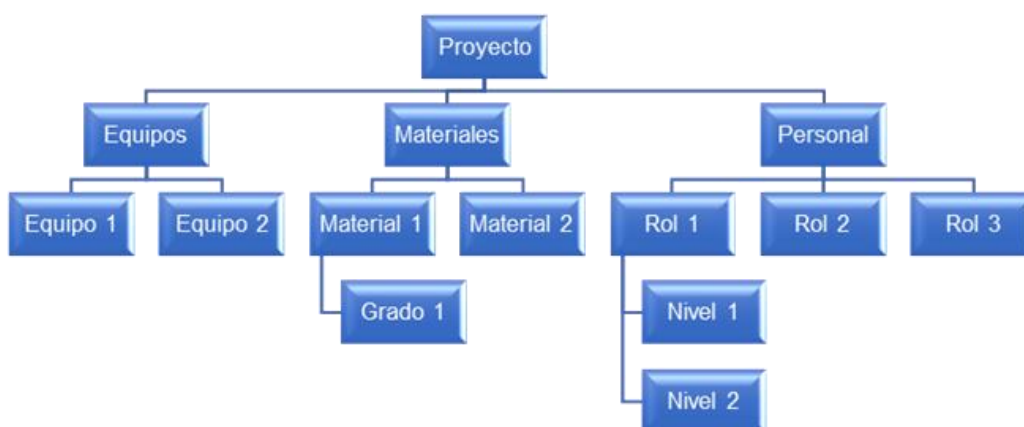 Proyecto
Equipos
Materiales
Personal
Equipo 1
Equipo 2
Material 1
Material 2
Rol 1
Rol 2
Rol 3
Grado 1
Nivel 1
Nivel 2